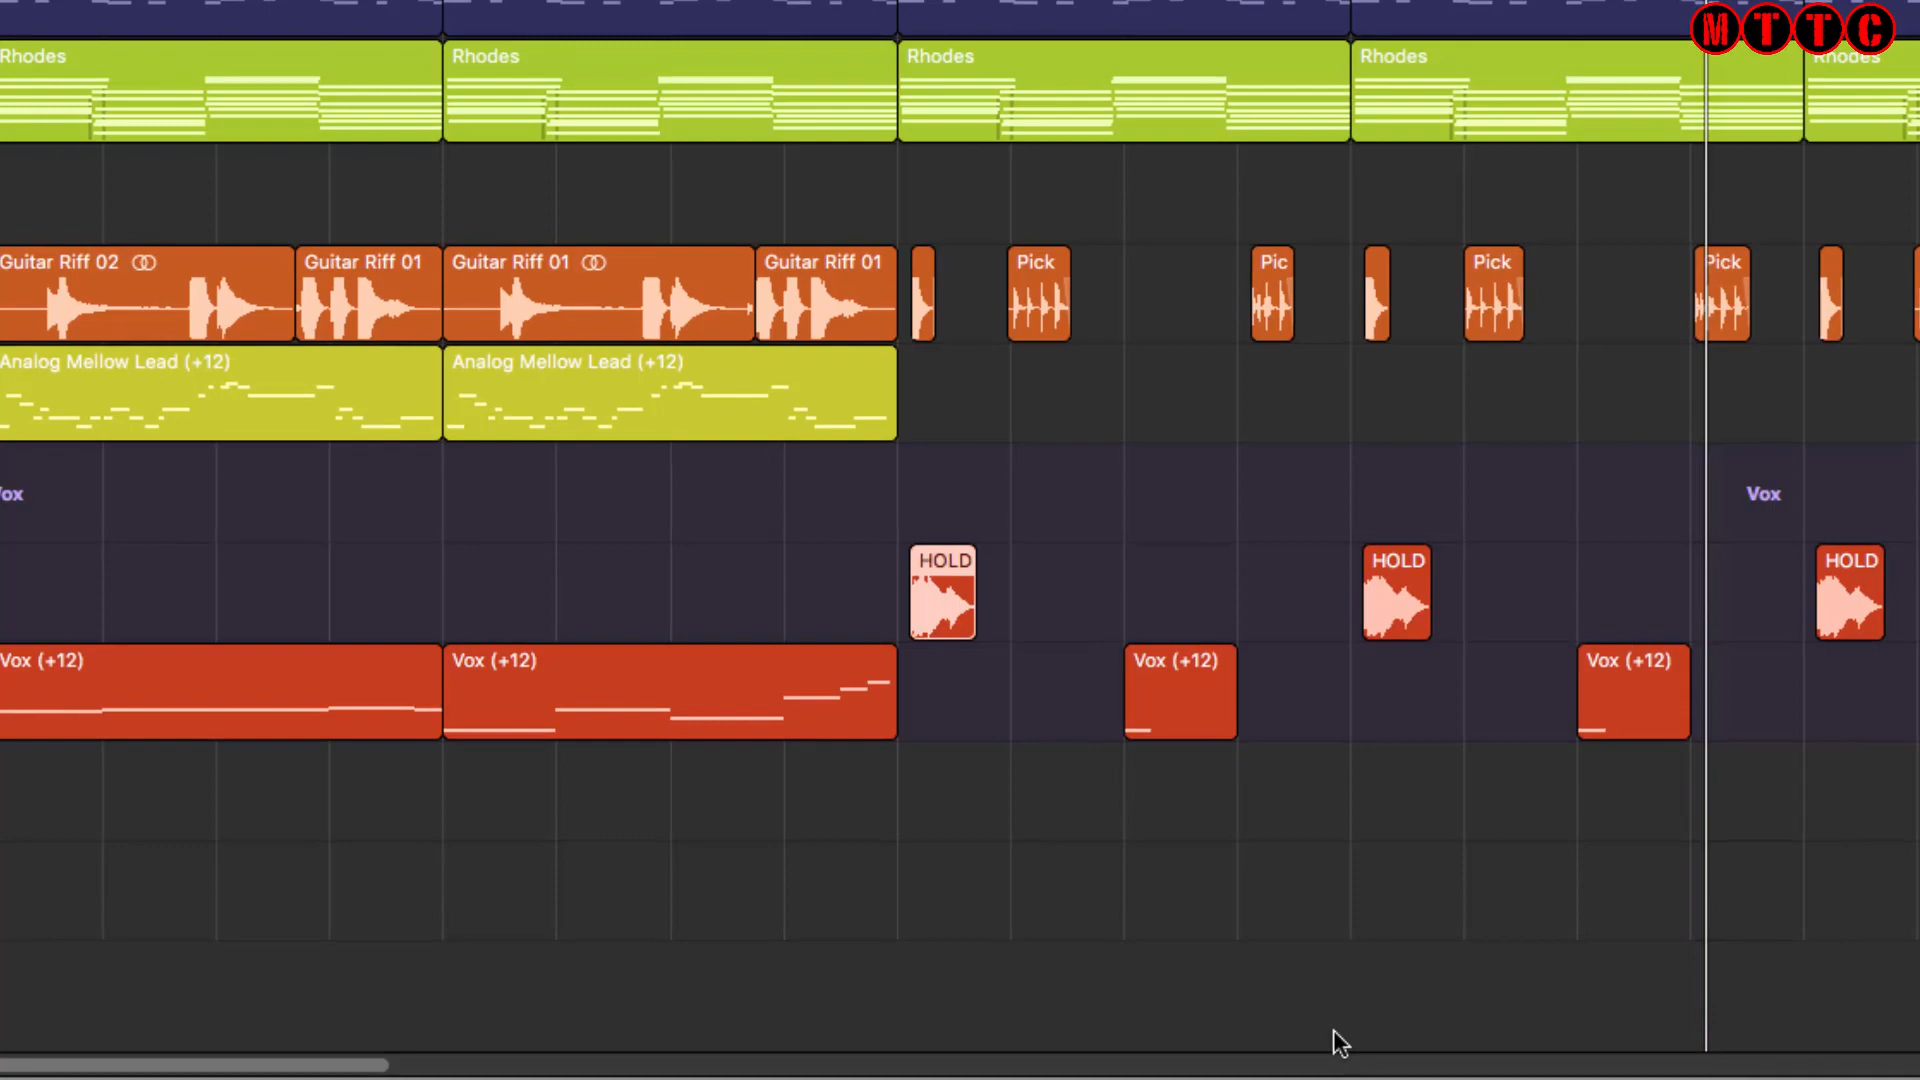 MTTC
Rhodes Rhodes Rhodes Rhodes Rhodes
Guitar Riff 02 Guitar Riff 01 Guitar Riff 01 Guitar Riff 01 Pick Pic Pick Pick
Analog Mellow Lead (+12) Analog Mellow Lead (+12)
Vox Vox
HOLD HOLD HOLD
Vox (+12) Vox (+12) Vox (+12) Vox (+12)